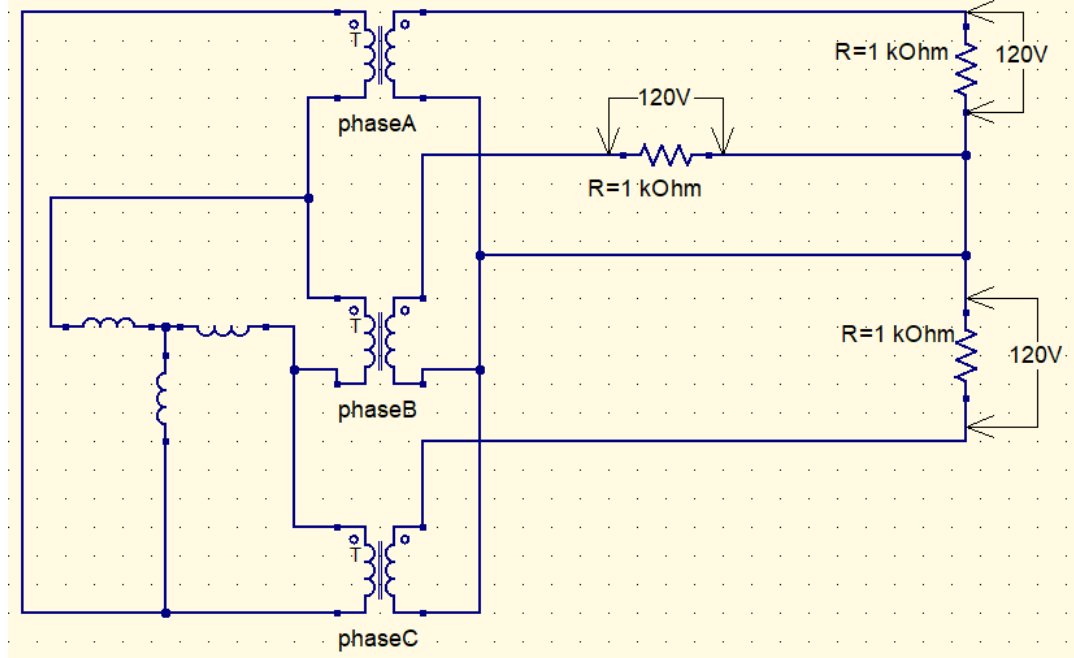 T
phaseA
R=1 kOhm
120V
120V
R=1 kOhm
T
phaseB
R=1 kOhm
120V
T
phaseC